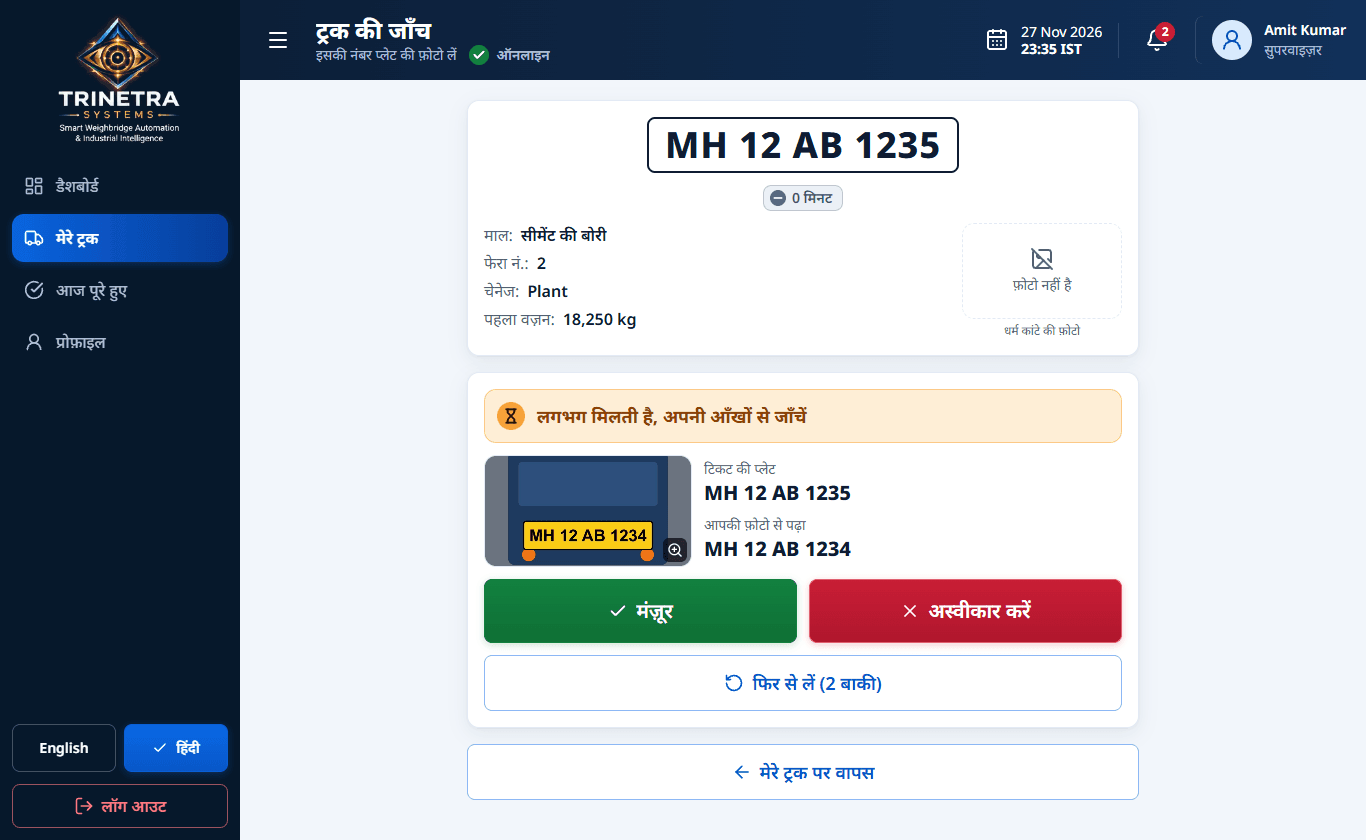 TRINETRA
SYSTEMS
Smart Weighbridge Automation
& Industrial Intelligence
डैशबोर्ड
मेरे ट्रक
आज पूरे हुए
प्रोफ़ाइल
English
हिंदी
लॉग आउट
ट्रक की जाँच
इसकी नंबर प्लेट की फ़ोटो लें
ऑनलाइन
27 Nov 2026
23:35 IST
2
Amit Kumar
सुपरवाइज़र
MH 12 AB 1235
0 मिनट
माल: सीमेंट की बोरी
फेरा नं.: 2
चेनेज: Plant
पहला वज़न: 18,250 kg
फ़ोटो नहीं है
धर्म कांटे की फ़ोटो
लगभग मिलती है, अपनी आँखों से जाँचें
MH 12 AB 1234
टिकट की प्लेट
MH 12 AB 1235
आपकी फ़ोटो से पढ़ा
MH 12 AB 1234
मंज़ूर
अस्वीकार करें
फिर से लें (2 बाकी)
मेरे ट्रक पर वापस